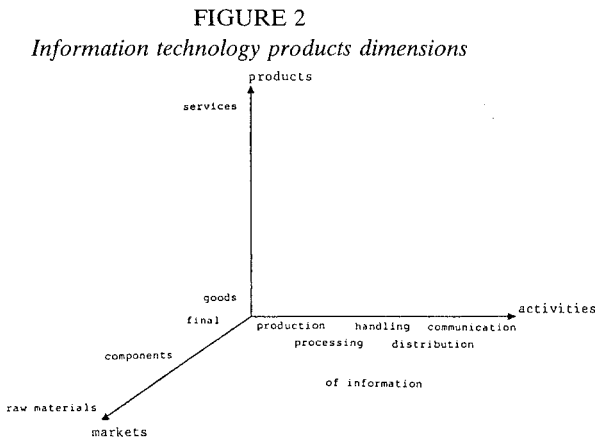 FIGURE 2
Information technology products dimensions
products
services
goods
final
activities
production handling communication
processing distribution
components
of information
raw materials
markets